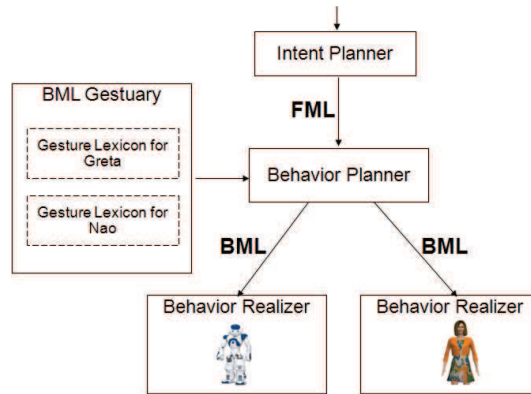 Intent Planner
FML
BML Gestuary
Gesture Lexicon for
Greta
Gesture Lexicon for
Nao
Behavior Planner
BML
BML
Behavior Realizer
Behavior Realizer